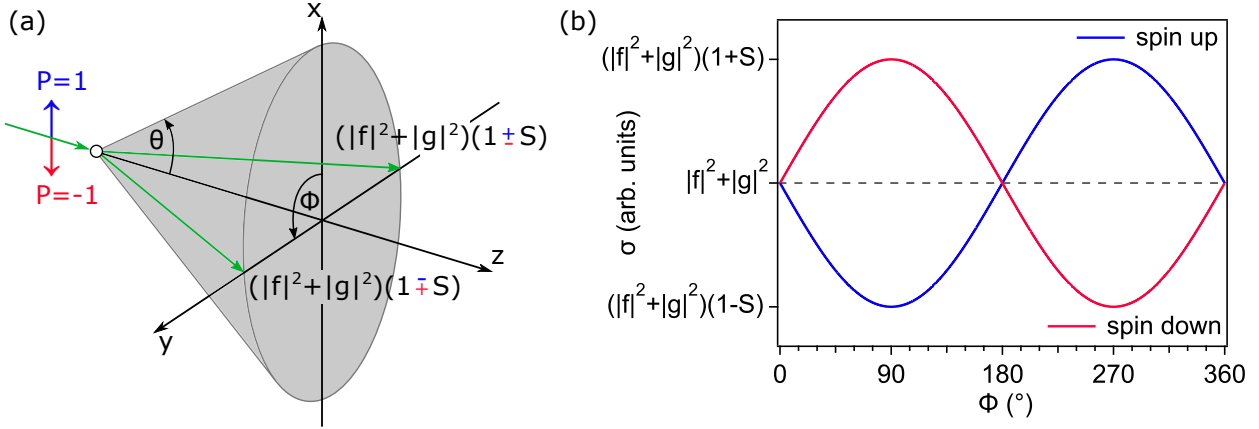 (a)
x
P=1
P=-1
θ
(|f|²+|g|²)(1±S)
Φ
z
(|f|²+|g|²)(1∓S)
y
(b)
(|f|²+|g|²)(1+S)
|f|²+|g|²
(|f|²+|g|²)(1-S)
σ (arb. units)
spin up
spin down
0 90 180 270 360
Φ (°)